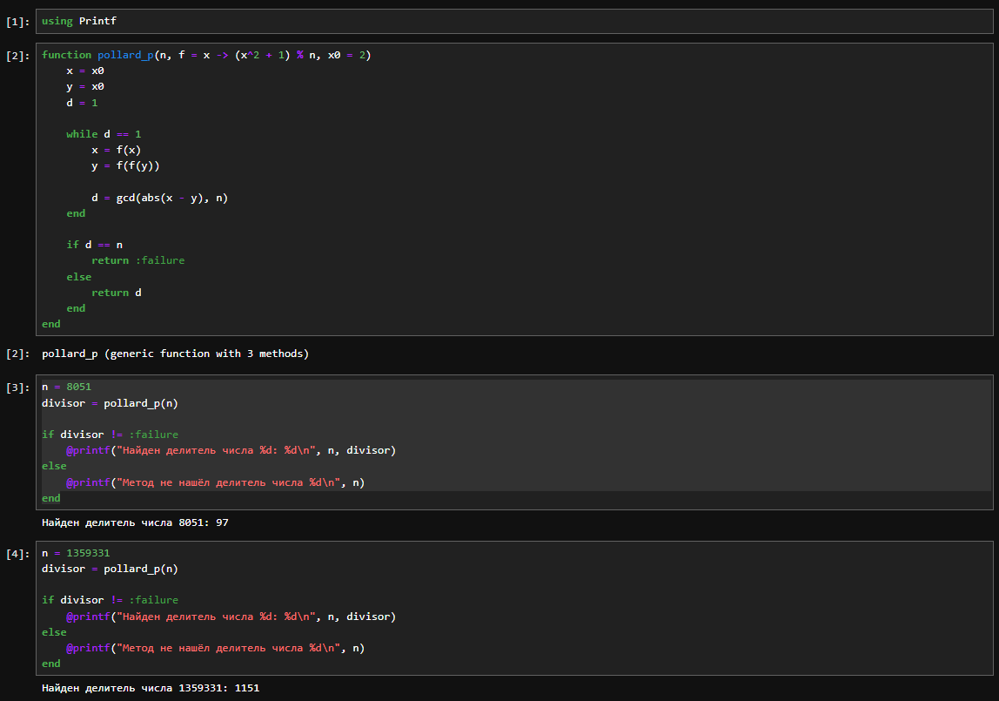 [1]: using Printf
[2]: function pollard_p(n, f = x -> (x^2 + 1) % n, x0 = 2)
    x = x0
    y = x0
    d = 1
    while d == 1
        x = f(x)
        y = f(f(y))
        d = gcd(abs(x - y), n)
    end
    if d == n
        return :failure
    else
        return d
    end
end
[2]: pollard_p (generic function with 3 methods)
[3]: n = 8051
divisor = pollard_p(n)
if divisor != :failure
    @printf("Найден делитель числа %d: %d\n", n, divisor)
else
    @printf("Метод не нашёл делитель числа %d\n", n)
end
Найден делитель числа 8051: 97
[4]: n = 1359331
divisor = pollard_p(n)
if divisor != :failure
    @printf("Найден делитель числа %d: %d\n", n, divisor)
else
    @printf("Метод не нашёл делитель числа %d\n", n)
end
Найден делитель числа 1359331: 1151